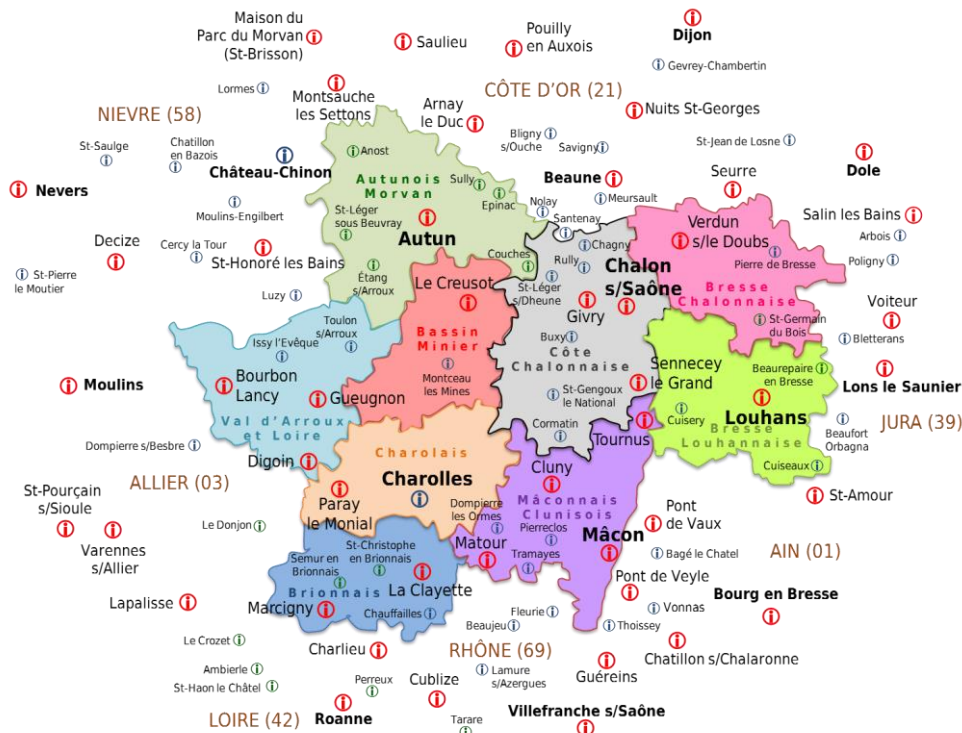 Maison du
Parc du Morvan
(St-Brisson)
Saulieu
Pouilly
en Auxois
Dijon
Gevrey-Chambertin
Lormes
Montsauche
les Settons
CÔTE D'OR (21)
NIEVRE (58)
Arnay
le Duc
Nuits St-Georges
St-Saulge
Chatillon
en Bazois
Château-Chinon
Anost
Bligny
s/Ouche
Savigny
St-Jean de Losne
Nevers
Autunois
Morvan
Sully
Epinac
Beaune
Meursault
Seurre
Dole
Moulins-Engilbert
St-Léger
sous Beuvray
Autun
Nolay
Santenay
Verdun
s/le Doubs
Salin les Bains
Arbois
Decize
Cercy la Tour
St-Honoré les Bains
Couches
Chagny
Rully
Chalon
s/Saône
Pierre de Bresse
Poligny
St-Pierre
le Moutier
Étang
s/Arroux
Le Creusot
St-Léger
s/Dheune
Bresse
Chalonnaise
Luzy
Givry
Voiteur
Toulon
s/Arroux
Issy l'Evêque
Bassin
Minier
Buxy
Côte
Chalonnaise
St-Germain
du Bois
Bletterans
Moulins
Bourbon
Lancy
Gueugnon
Montceau
les Mines
St-Gengoux
le National
Sennecey
le Grand
Beaurepaire
en Bresse
Lons le Saunier
Louhans
Val d'Arroux
et Loire
Cormatin
Tournus
Cuisery
Bresse
Louhannaise
Beaufort
Orbagna
JURA (39)
Dompierre s/Besbre
Digoin
Charolais
Charolles
Cluny
Cuiseaux
ALLIER (03)
St-Amour
St-Pourçain
s/Sioule
Varennes
s/Allier
Paray
le Monial
Dompierre
les Ormes
Mâconnais
Clunisois
Pierreclos
Pont
de Vaux
Le Donjon
Matour
Tramayes
Mâcon
Bagé le Chatel
AIN (01)
St-Christophe
en Brionnais
Semur en
Brionnais
Brionnais
La Clayette
Pont de Veyle
Bourg en Bresse
Lapalisse
Marcigny
Chauffailles
Fleurie
Beaujeu
Vonnas
Thoissey
Le Crozet
Charlieu
RHÔNE (69)
Chatillon s/Chalaronne
Ambierle
St-Haon le Châtel
Perreux
Cublize
Lamure
s/Azergues
Guéreins
LOIRE (42)
Roanne
Tarare
Villefranche s/Saône